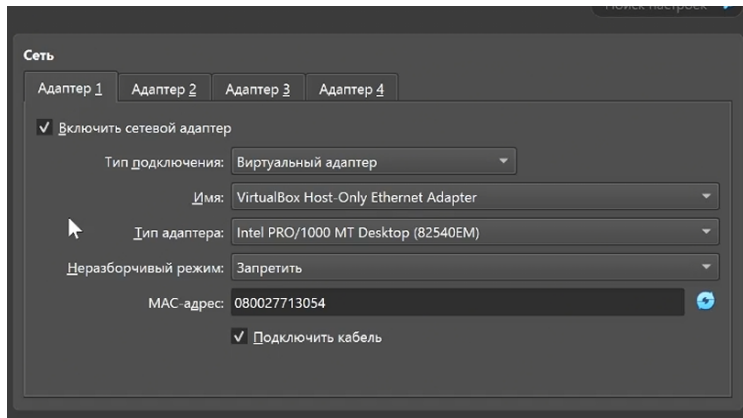 Поиск настроек
Сеть
Адаптер 1 Адаптер 2 Адаптер 3 Адаптер 4
Включить сетевой адаптер
Тип подключения: Виртуальный адаптер
Имя: VirtualBox Host-Only Ethernet Adapter
Тип адаптера: Intel PRO/1000 MT Desktop (82540EM)
Неразборчивый режим: Запретить
MAC-адрес: 080027713054
Подключить кабель